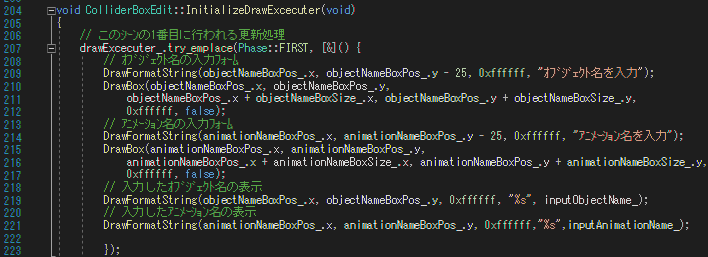 204 void ColliderBoxEdit::InitializeDrawExcecuter(void)
205 {
206 // このシーンの1番目に行われる更新処理
207 drawExcecuter_.try_emplace(Phase::FIRST, [&]() {
208 // オブジェクト名の入力フォーム
209 DrawFormatString(objectNameBoxPos_.x, objectNameBoxPos_.y - 25, 0xffffff, "オブジェクト名を入力");
210 DrawBox(objectNameBoxPos_.x, objectNameBoxPos_.y,
211 objectNameBoxPos_.x + objectNameBoxSize_.x, objectNameBoxPos_.y + objectNameBoxSize_.y,
212 0xffffff, false);
213 // アニメーション名の入力フォーム
214 DrawFormatString(animationNameBoxPos_.x, animationNameBoxPos_.y - 25, 0xffffff, "アニメーション名を入力");
215 DrawBox(animationNameBoxPos_.x, animationNameBoxPos_.y,
216 animationNameBoxPos_.x + animationNameBoxSize_.x, animationNameBoxPos_.y + animationNameBoxSize_.y,
217 0xffffff, false);
218 // 入力したオブジェクト名の表示
219 DrawFormatString(objectNameBoxPos_.x, objectNameBoxPos_.y, 0xffffff, "%s", inputObjectName_);
220 // 入力したアニメーション名の表示
221 DrawFormatString(animationNameBoxPos_.x, animationNameBoxPos_.y, 0xffffff,"%s",inputAnimationName_);
222
223 });